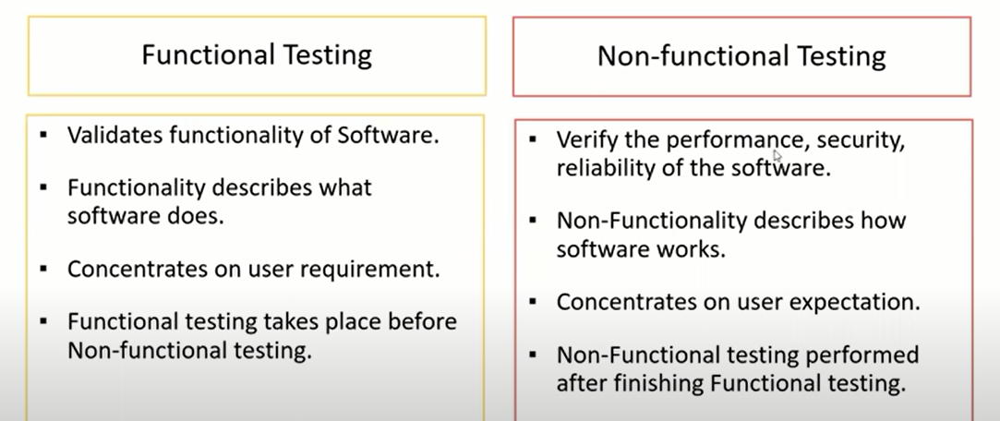 Functional Testing
▪ Validates functionality of Software.
▪ Functionality describes what
software does.
▪ Concentrates on user requirement.
▪ Functional testing takes place before
Non-functional testing.
Non-functional Testing
▪ Verify the performance, security,
reliability of the software.
▪ Non-Functionality describes how
software works.
▪ Concentrates on user expectation.
▪ Non-Functional testing performed
after finishing Functional testing.